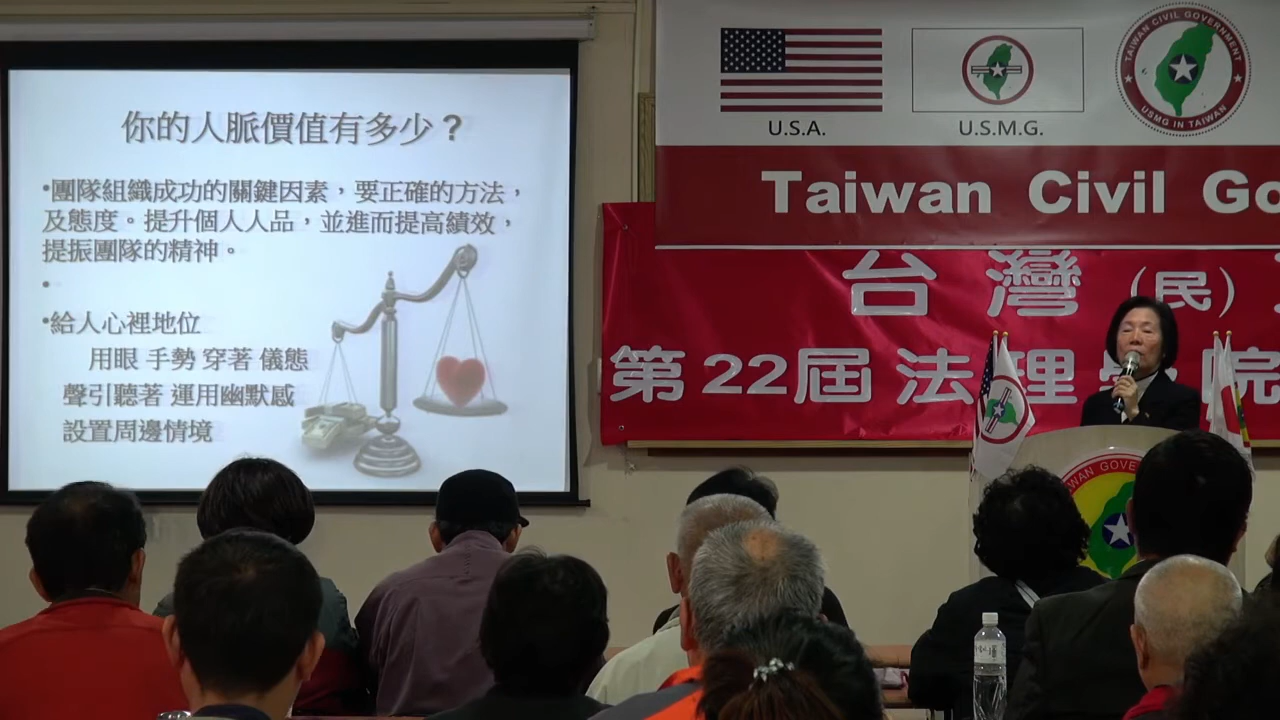 你的人脈價值有多少？
•團隊組織成功的關鍵因素，要正確的方法，
及態度。提升個人人品，並進而提高績效，
提振團隊的精神。
•
•給人心裡地位
用眼 手勢 穿著 儀態
聲引聽著 運用幽默感
設置周邊情境
U.S.A.
U.S.M.G.
TAIWAN CIVIL GOVERNMENT
USMG IN TAIWAN
Taiwan Civil Go
台灣（民）
第22屆法理學院
WAN GOVER